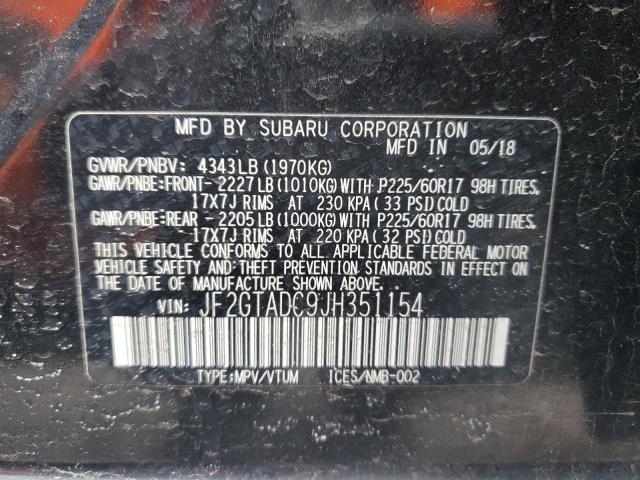 MFD BY SUBARU CORPORATION
MFD IN 05/18
GVWR/PNBV: 4343LB(1970KG)
GAWR/PNBE:FRONT-2227LB(1010KG)WITH P225/60R17 98H TIRES,
17X7J RIMS AT 230 KPA(33 PSI)COLD
GAWR/PNBE:REAR -2205LB(1000KG)WITH P225/60R17 98H TIRES,
17X7J RIMS AT 220 KPA(32 PSI)COLD
THIS VEHICLE CONFORMS TO ALL APPLICABLE FEDERAL MOTOR
VEHICLE SAFETY AND THEFT PREVENTION STANDARDS IN EFFECT ON
THE DATE OF MANUFACTURE SHOWN ABOVE.
VIN: JF2GTADC9JH351154
TYPE:MPV/VTUM ICES/NMB-002